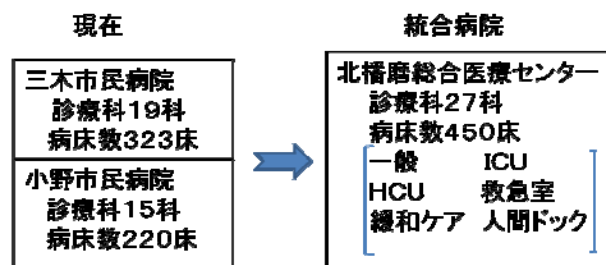 現在
三木市民病院
診療科19科
病床数323床
小野市民病院
診療科15科
病床数220床
統合病院
北播磨総合医療センター
診療科27科
病床数450床
一般 ICU
HCU 救急室
緩和ケア 人間ドック